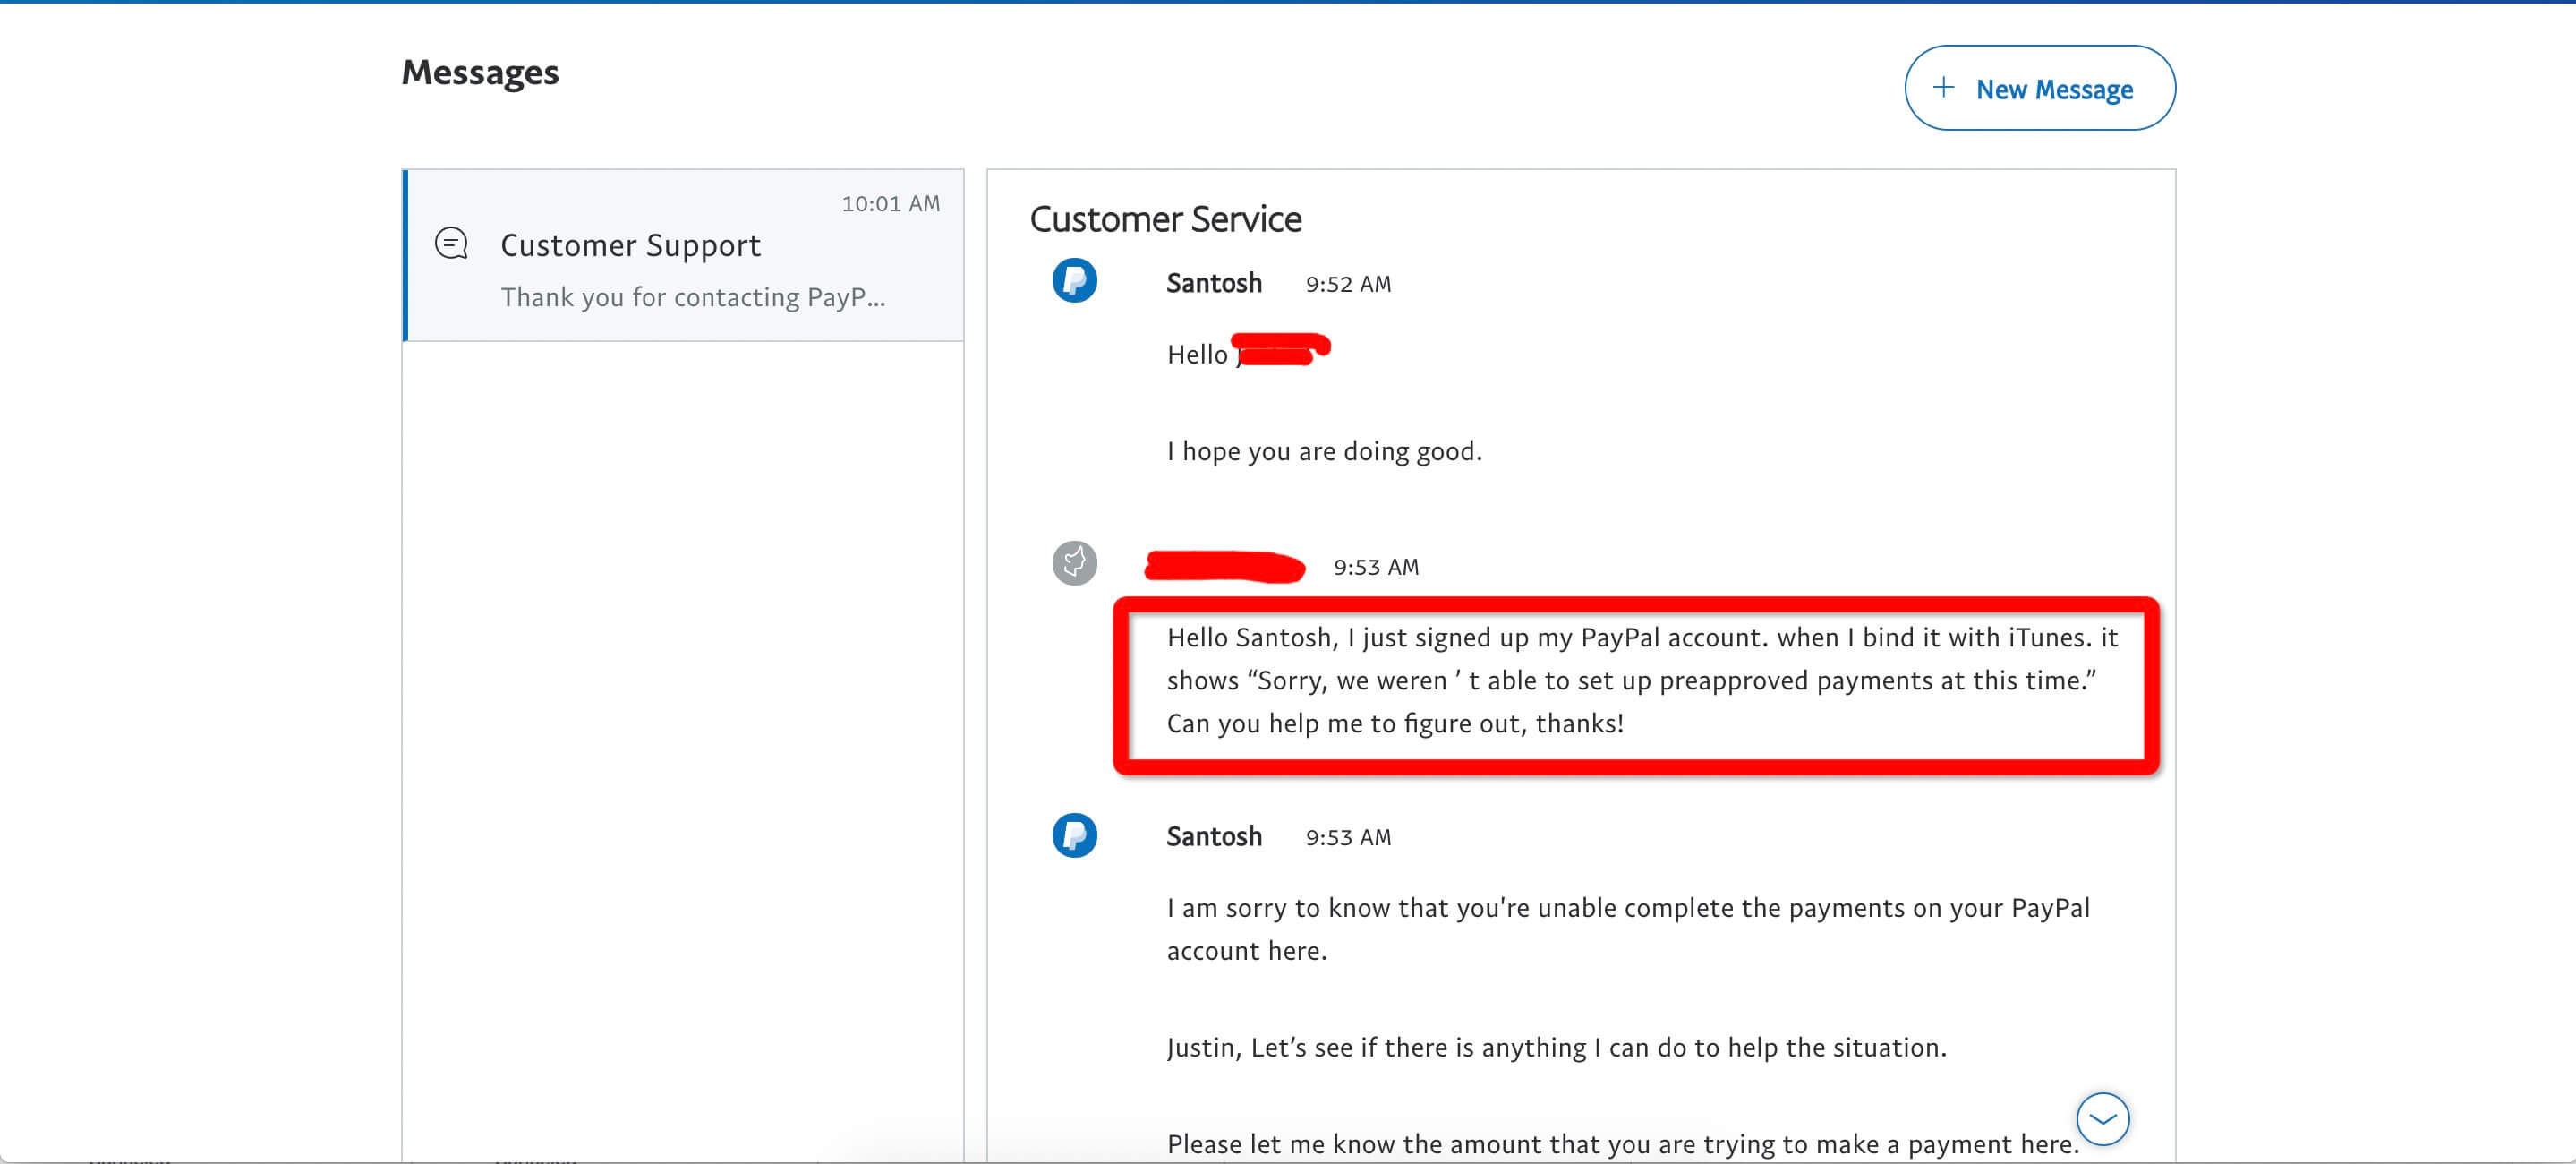 Messages
+ New Message
10:01 AM
Customer Support
Thank you for contacting PayP...
Customer Service
Santosh 9:52 AM
Hello
I hope you are doing good.
9:53 AM
Hello Santosh, I just signed up my PayPal account. when I bind it with iTunes. it
shows “Sorry, we weren ’ t able to set up preapproved payments at this time.”
Can you help me to figure out, thanks!
Santosh 9:53 AM
I am sorry to know that you're unable complete the payments on your PayPal
account here.
Justin, Let’s see if there is anything I can do to help the situation.
Please let me know the amount that you are trying to make a payment here.